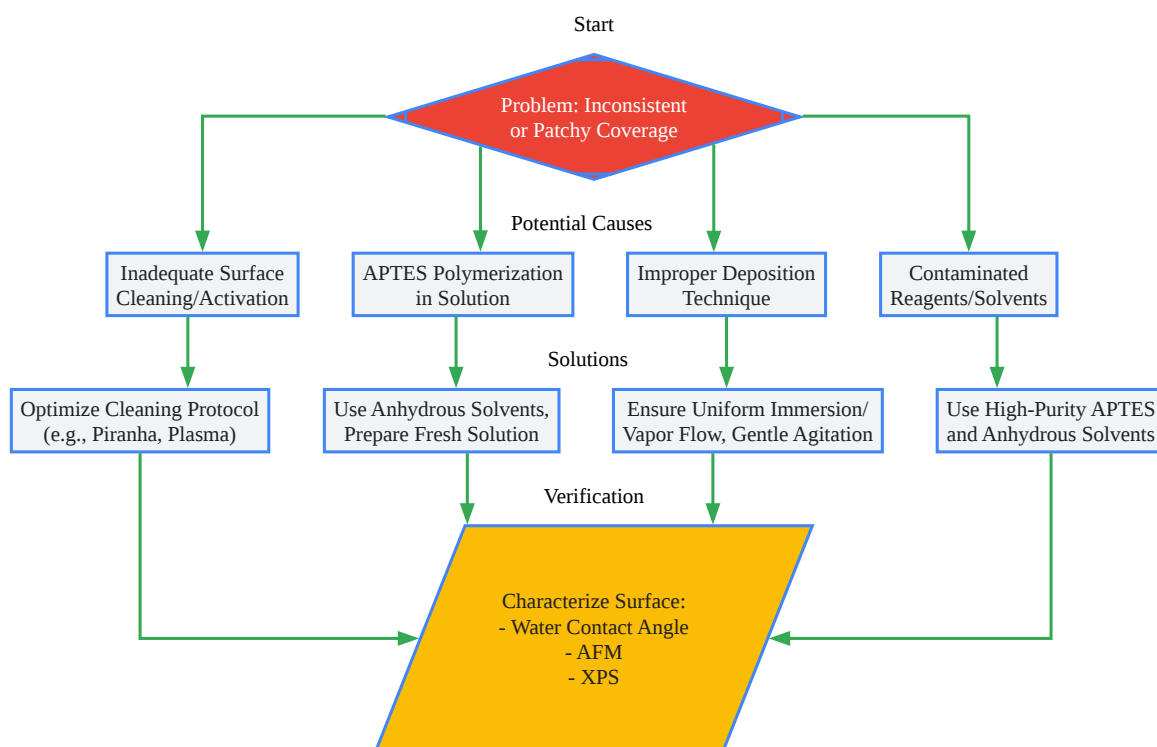 Start
Problem: Inconsistent
or Patchy Coverage
Potential Causes
Inadequate Surface
Cleaning/Activation
APTES Polymerization
in Solution
Improper Deposition
Technique
Contaminated
Reagents/Solvents
Solutions
Optimize Cleaning Protocol
(e.g., Piranha, Plasma)
Use Anhydrous Solvents,
Prepare Fresh Solution
Ensure Uniform Immersion/
Vapor Flow, Gentle Agitation
Use High-Purity APTES
and Anhydrous Solvents
Verification
Characterize Surface:
- Water Contact Angle
- AFM
- XPS